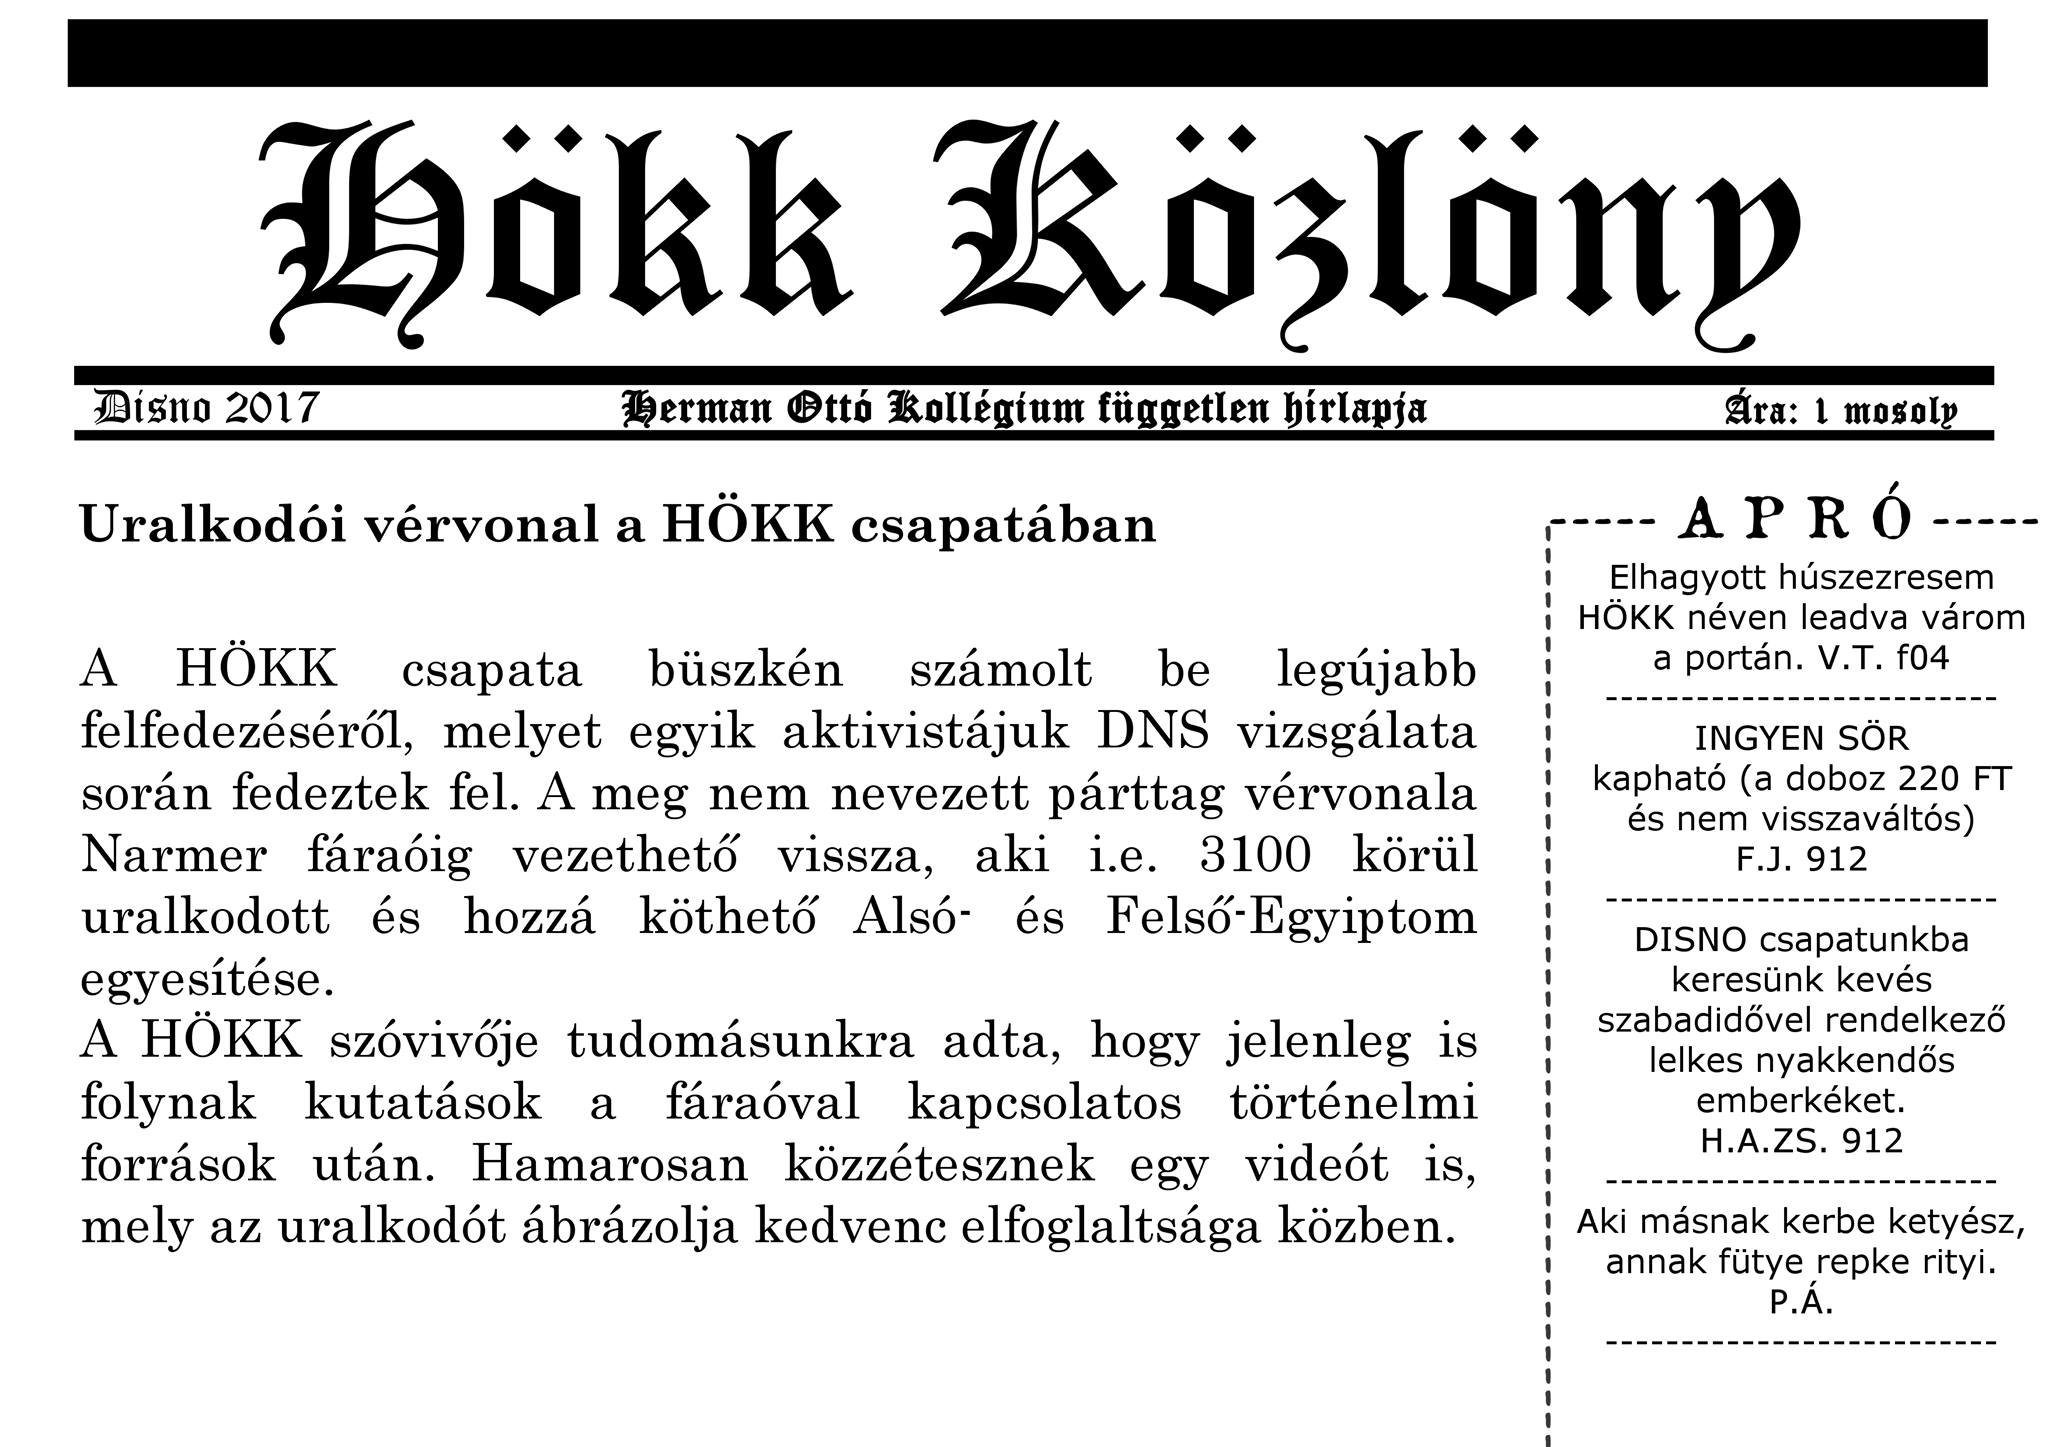 Hökk Közlöny
Disno 2017 Herman Ottó Kollégium független hírlapja Ára: 1 mosoly
Uralkodói vérvonal a HÖKK csapatában
A HÖKK csapata büszkén számolt be legújabb
felfedezéséről, melyet egyik aktivistájuk DNS vizsgálata
során fedeztek fel. A meg nem nevezett párttag vérvonala
Narmer fáraóig vezethető vissza, aki i.e. 3100 körül
uralkodott és hozzá köthető Alsó- és Felső-Egyiptom
egyesítése.
A HÖKK szóvivője tudomásunkra adta, hogy jelenleg is
folynak kutatások a fáraóval kapcsolatos történelmi
források után. Hamarosan közzétesznek egy videót is,
mely az uralkodót ábrázolja kedvenc elfoglaltsága közben.
----- A P R Ó -----
Elhagyott húszezresem
HÖKK néven leadva várom
a portán. V.T. f04
--------------------------
INGYEN SÖR
kapható (a doboz 220 FT
és nem visszaváltós)
F.J. 912
--------------------------
DISNO csapatunkba
keresünk kevés
szabadidővel rendelkező
lelkes nyakkendős
emberkéket.
H.A.ZS. 912
--------------------------
Aki másnak kerbe ketyész,
annak fütye repke rityi.
P.Á.
--------------------------